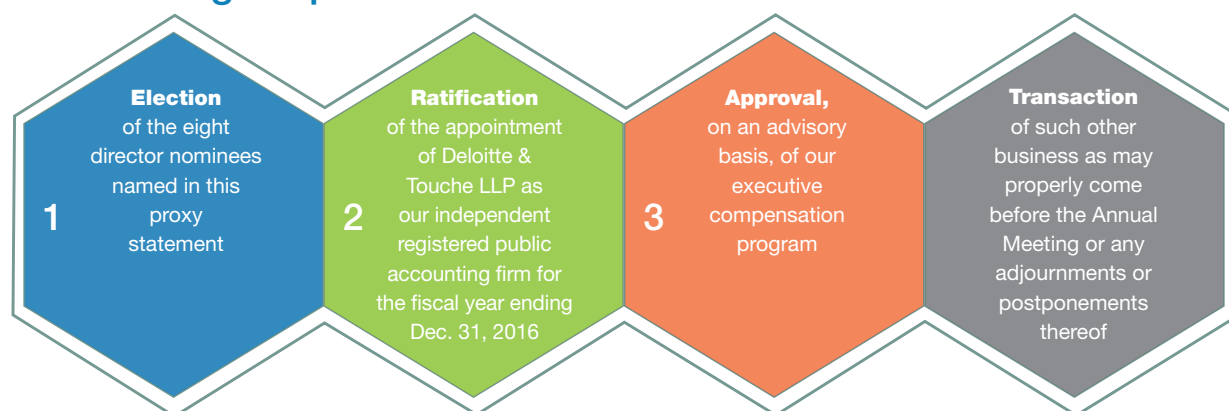 Election
of the eight
director nominees
named in this
proxy
statement
1
Ratification
of the appointment
of Deloitte &
Touche LLP as
our independent
registered public
accounting firm for
the fiscal year ending
Dec. 31, 2016
2
Approval,
on an advisory
basis, of our
executive
compensation
program
3
Transaction
of such other
business as may
properly come
before the Annual
Meeting or any
adjournments or
postponements
thereof